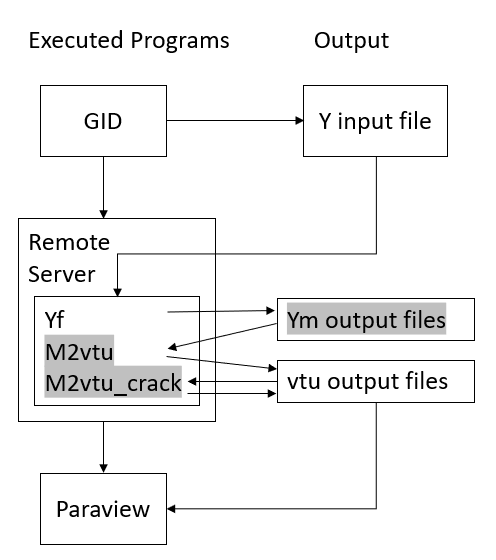 Executed Programs
Output
GID
Y input file
Remote
Server
Yf
Ym output files
M2vtu
M2vtu_crack
vtu output files
Paraview